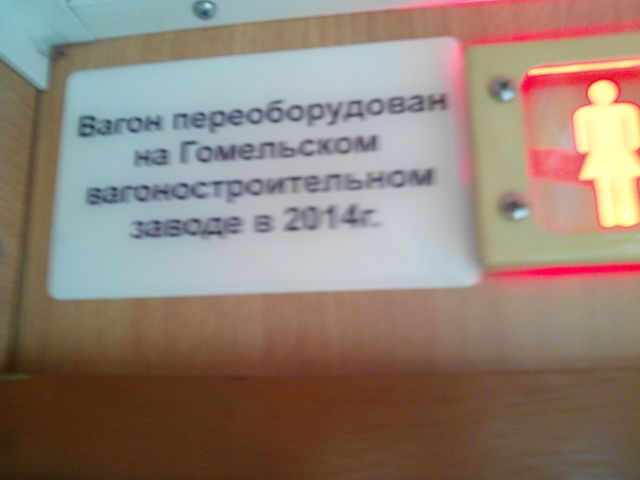 Вагон переоборудован
на Гомельском
вагоностроительном
заводе в 2014г.